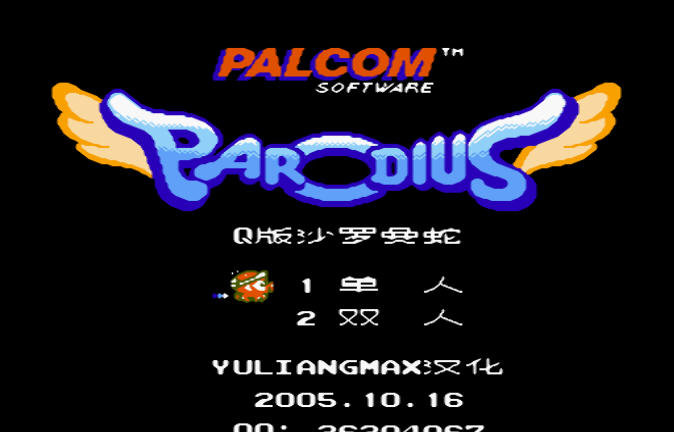 PALCOM™
SOFTWARE
PARODIUS
Q版沙罗曼蛇
1 单 人
2 双 人
YULIANGMAX汉化
2005.10.16
QQ: